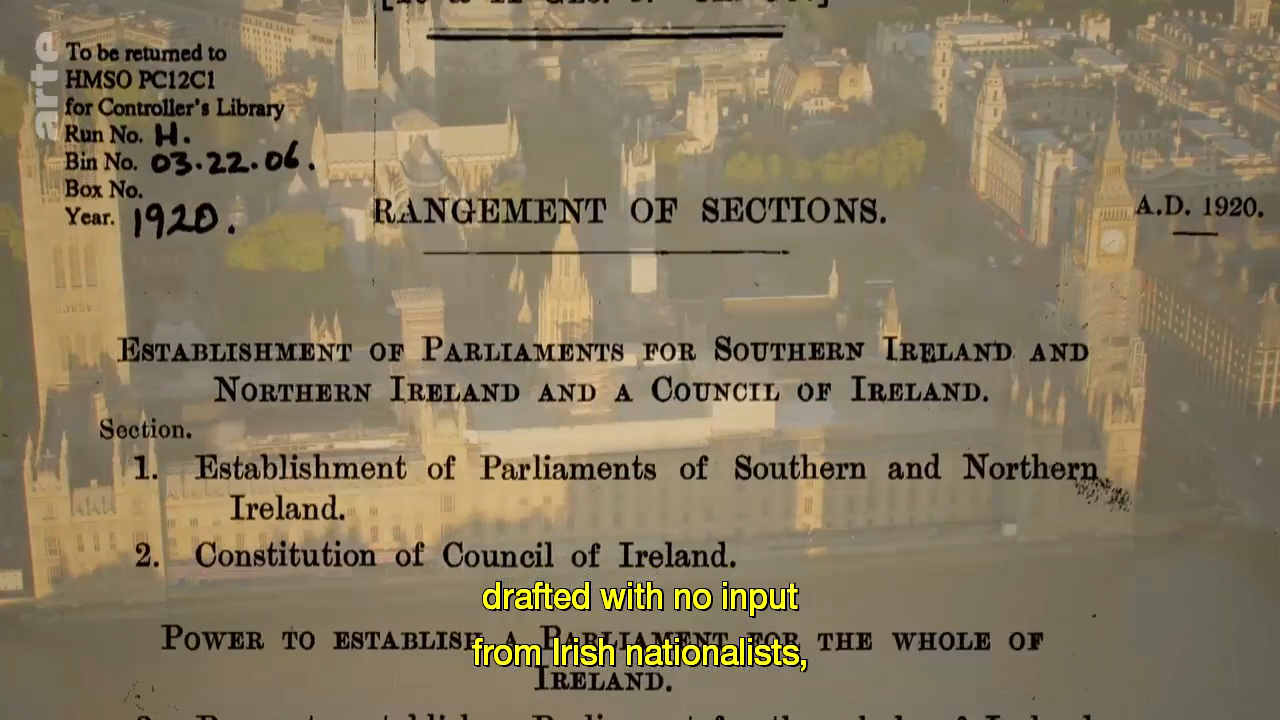 arte
To be returned to
HMSO PC12C1
for Controller's Library
Run No. H.
Bin No. 03.22.06.
Box No.
Year. 1920.
RANGEMENT OF SECTIONS.
A.D. 1920.
ESTABLISHMENT OF PARLIAMENTS FOR SOUTHERN IRELAND AND
NORTHERN IRELAND AND A COUNCIL OF IRELAND.
Section.
1. Establishment of Parliaments of Southern and Northern
Ireland.
2. Constitution of Council of Ireland.
drafted with no input
POWER TO ESTABLISH A PARLIAMENT FOR THE WHOLE OF
from Irish nationalists,
IRELAND.